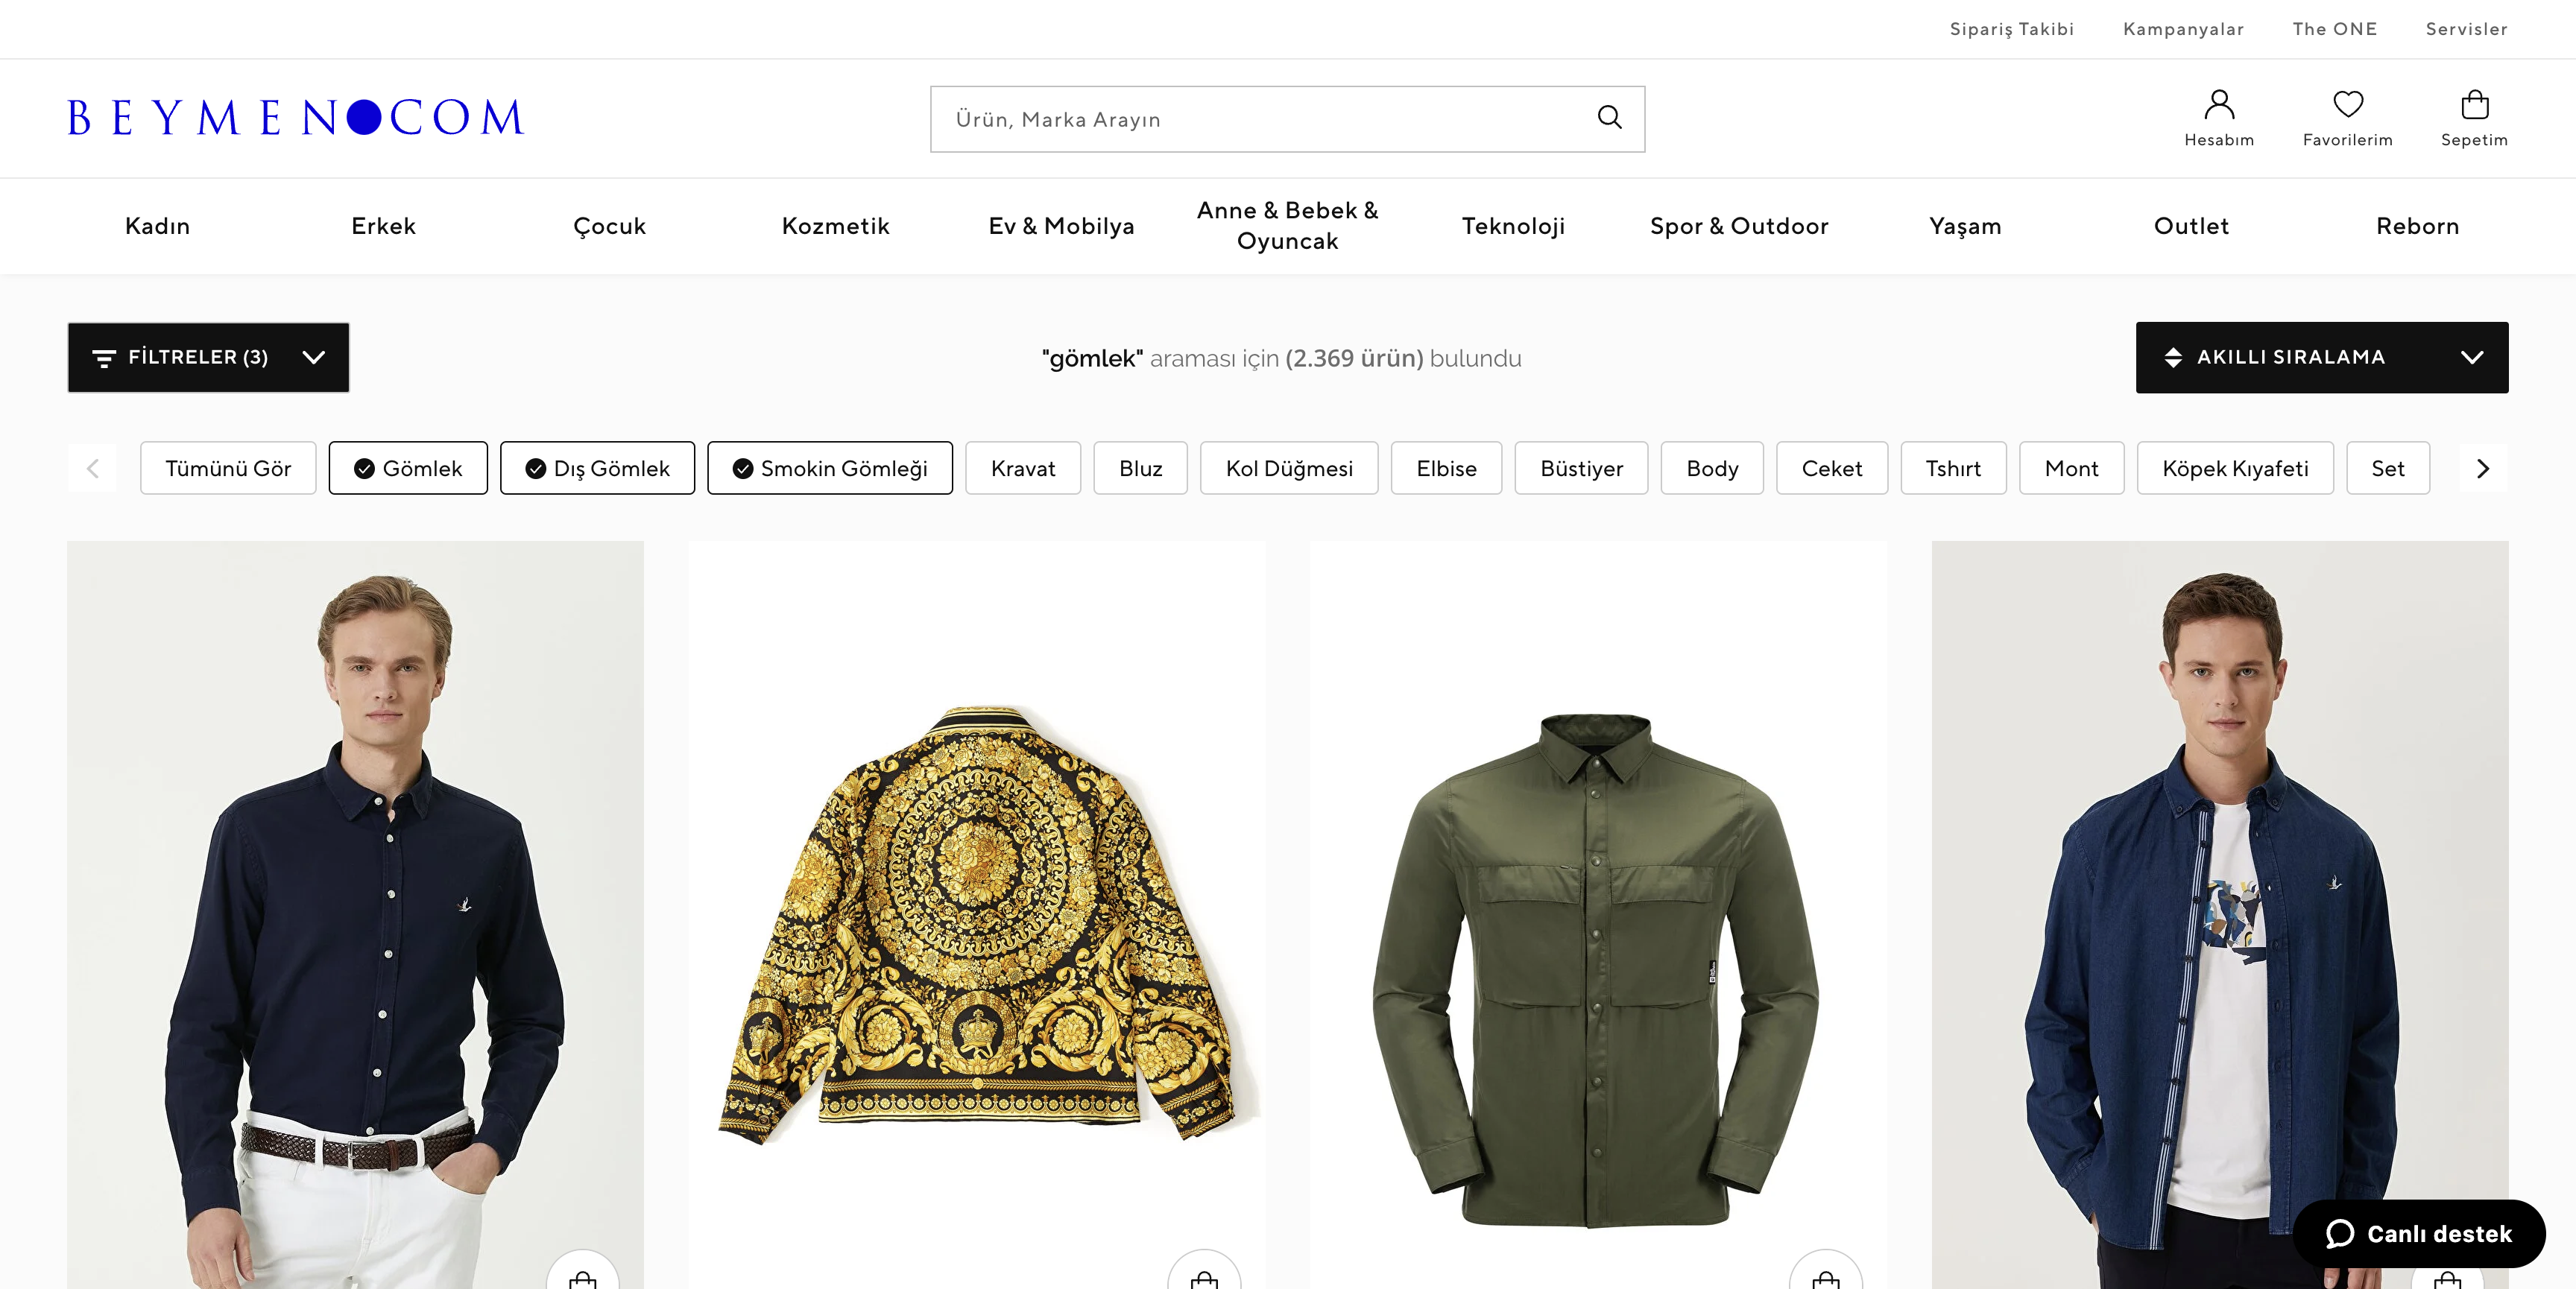 Sipariş Takibi
Kampanyalar
The ONE
Servisler
BEYMEN COM
Ürün, Marka Arayın
Hesabım
Favorilerim
Sepetim
Kadın
Erkek
Çocuk
Kozmetik
Ev & Mobilya
Anne & Bebek &
Oyuncak
Teknoloji
Spor & Outdoor
Yaşam
Outlet
Reborn
FİLTRELER (3)
"gömlek" araması için (2.369 ürün) bulundu
AKILLI SIRALAMA
Tümünü Gör
Gömlek
Dış Gömlek
Smokin Gömleği
Kravat
Bluz
Kol Düğmesi
Elbise
Büstiyer
Body
Ceket
Tshirt
Mont
Köpek Kıyafeti
Set
Canlı destek